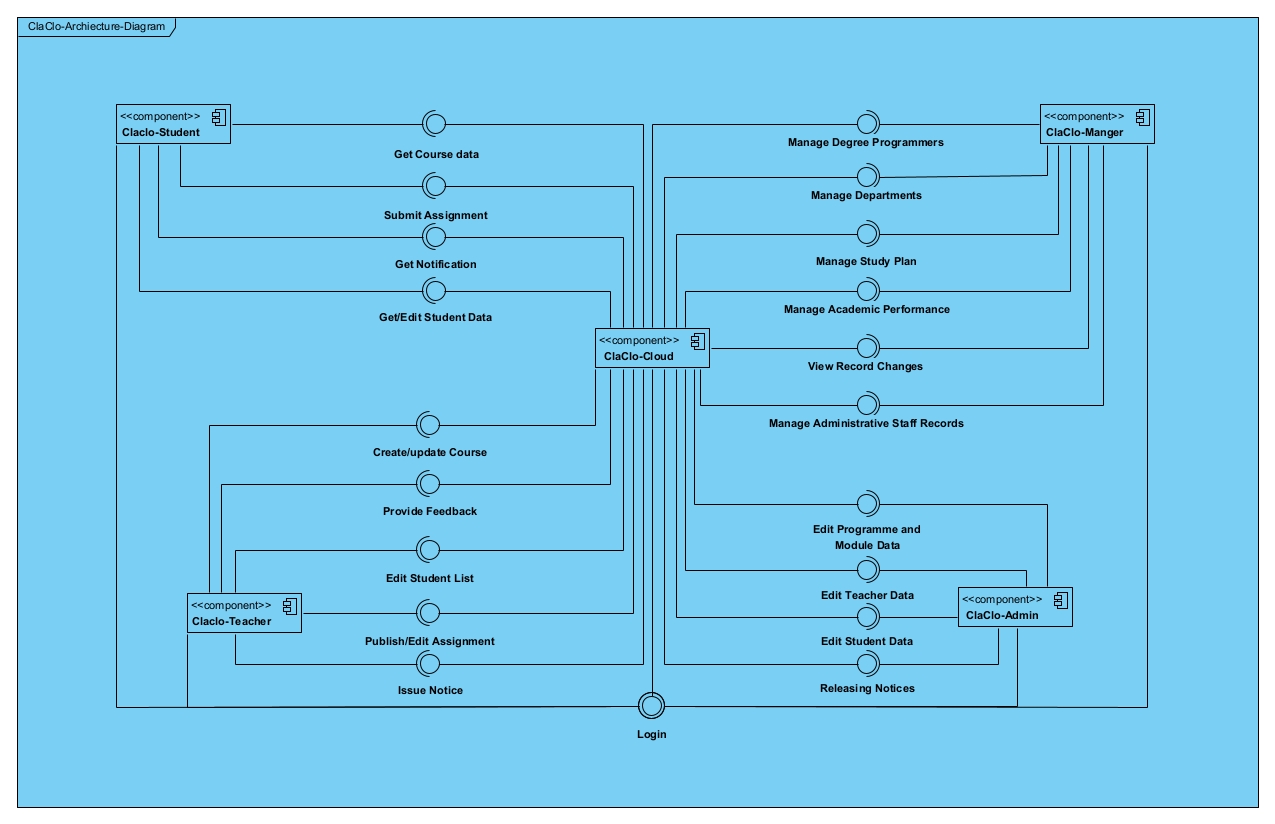 ClaClo-Archiecture-Diagram
<<component>>
Claclo-Student
Get Course data
Submit Assignment
Get Notification
Get/Edit Student Data
<<component>>
ClaClo-Manger
Manage Degree Programmers
Manage Departments
Manage Study Plan
Manage Academic Performance
View Record Changes
Manage Administrative Staff Records
<<component>>
ClaClo-Cloud
Create/update Course
Provide Feedback
Edit Student List
<<component>>
Claclo-Teacher
Publish/Edit Assignment
Issue Notice
Edit Programme and
Module Data
Edit Teacher Data
<<component>>
ClaClo-Admin
Edit Student Data
Releasing Notices
Login